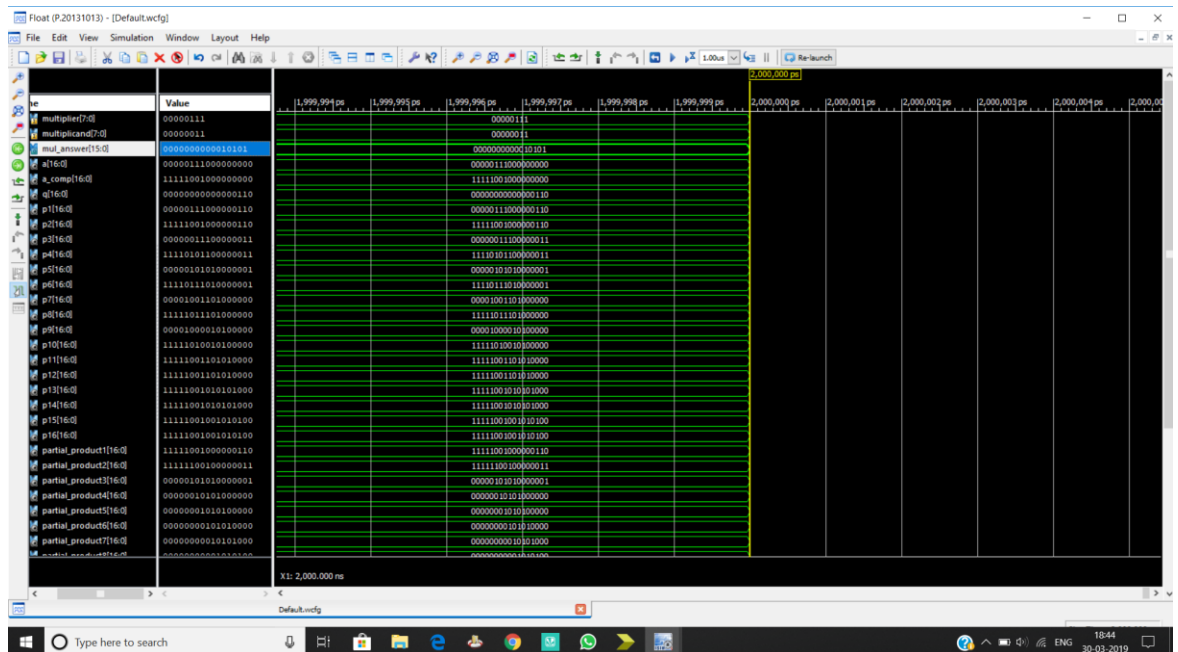 Float (P.20131013) - [Default.wcfg]
File Edit View Simulation Window Layout Help
1.00us Re-launch
2,000,000 ps
ne Value 1,999,994 ps 1,999,995 ps 1,999,996 ps 1,999,997 ps 1,999,998 ps 1,999,999 ps 2,000,000 ps 2,000,001 ps 2,000,002 ps 2,000,003 ps 2,000,004 ps 2,000,00
multiplier[7:0] 00000111 00000111
multiplicand[7:0] 00000011 00000011
mul_answer[15:0] 0000000000010101 0000000000010101
a[16:0] 00000111000000000 00000111000000000
a_comp[16:0] 11111001000000000 11111001000000000
q[16:0] 00000000000000110 00000000000000110
p1[16:0] 00000111000000110 00000111000000110
p2[16:0] 11111001000000110 11111001000000110
p3[16:0] 00000011100000011 00000011100000011
p4[16:0] 11110101100000011 11110101100000011
p5[16:0] 00000101010000001 00000101010000001
p6[16:0] 11110111010000001 11110111010000001
p7[16:0] 00001001101000000 00001001101000000
p8[16:0] 11111011101000000 11111011101000000
p9[16:0] 00001000010100000 00001000010100000
p10[16:0] 11111010010100000 11111010010100000
p11[16:0] 11111001101010000 11111001101010000
p12[16:0] 11111001101010000 11111001101010000
p13[16:0] 11111001010101000 11111001010101000
p14[16:0] 11111001010101000 11111001010101000
p15[16:0] 11111001001010100 11111001001010100
p16[16:0] 11111001001010100 11111001001010100
partial_product1[16:0] 11111001000000110 11111001000000110
partial_product2[16:0] 11111100100000011 11111100100000011
partial_product3[16:0] 00000101010000001 00000101010000001
partial_product4[16:0] 00000010101000000 00000010101000000
partial_product5[16:0] 00000001010100000 00000001010100000
partial_product6[16:0] 00000000101010000 00000000101010000
partial_product7[16:0] 00000000010101000 00000000010101000
partial_product8[16:0] 00000000001010100 00000000001010100
X1: 2,000.000 ns
Default.wcfg
Type here to search ENG 18:44
30-03-2019